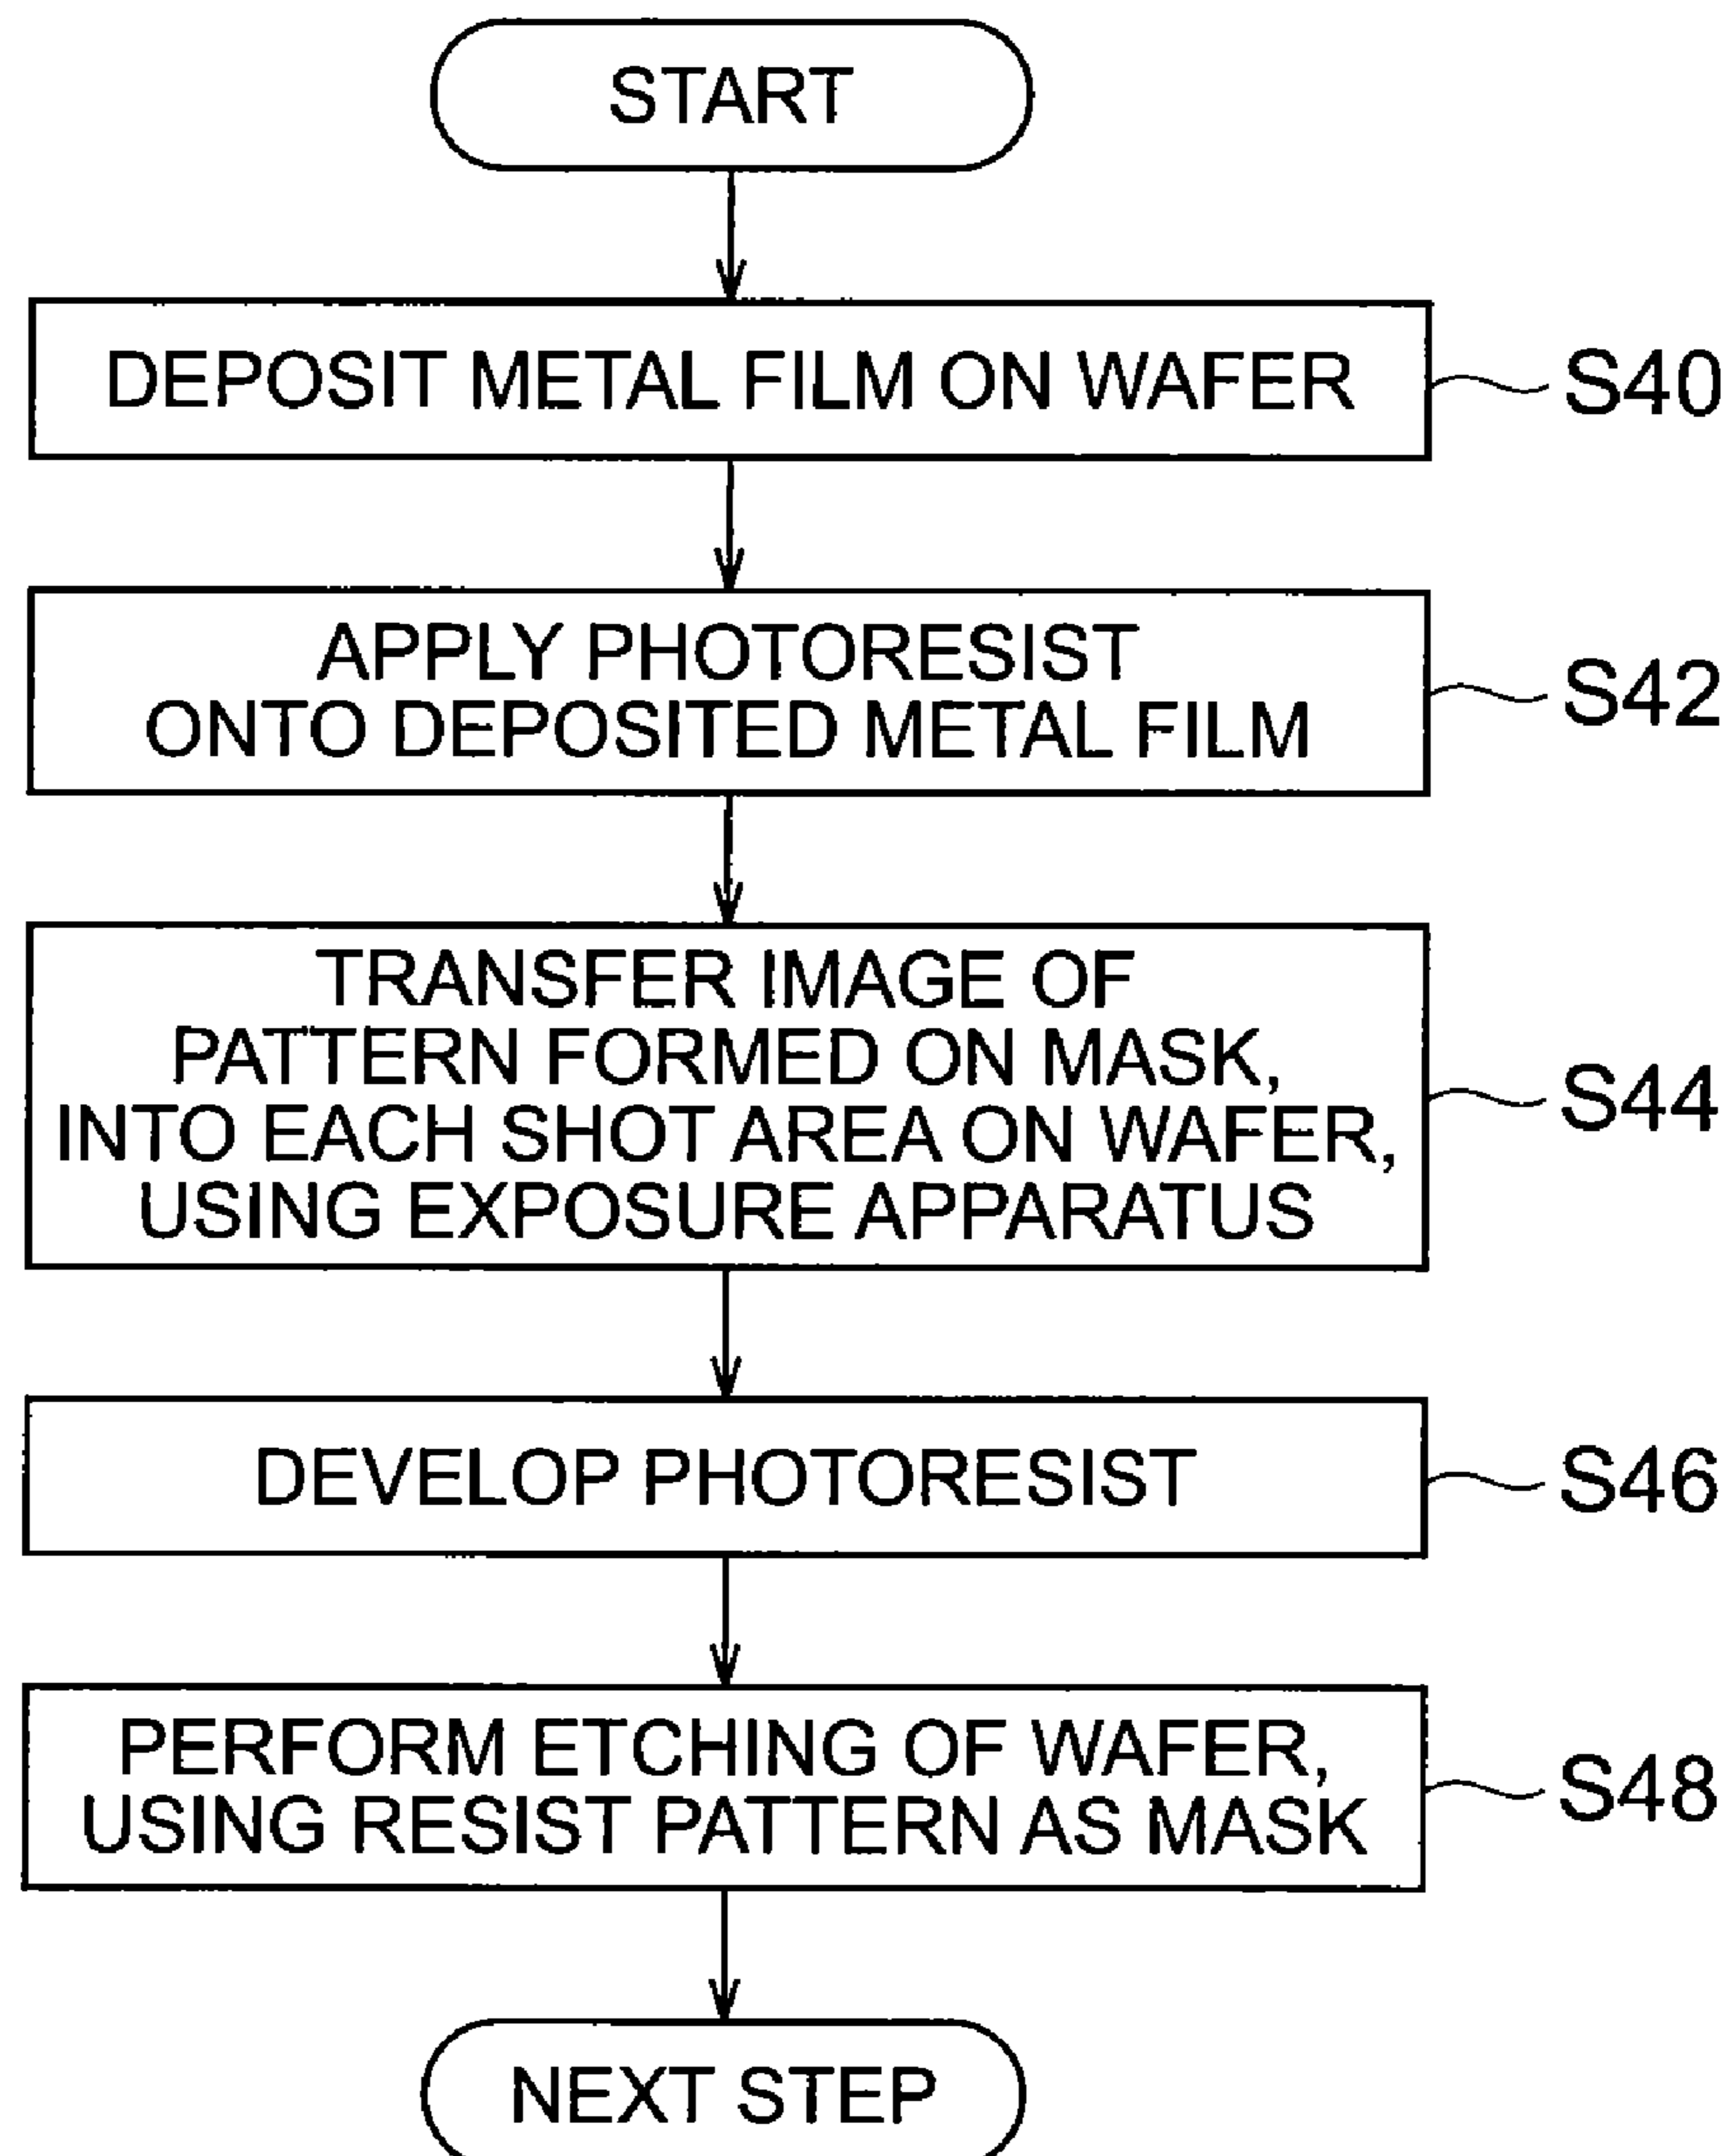 START
DEPOSIT METAL FILM ON WAFER
S40
APPLY PHOTORESIST
ONTO DEPOSITED METAL FILM
S42
TRANSFER IMAGE OF
PATTERN FORMED ON MASK,
INTO EACH SHOT AREA ON WAFER,
USING EXPOSURE APPARATUS
S44
DEVELOP PHOTORESIST
S46
PERFORM ETCHING OF WAFER,
USING RESIST PATTERN AS MASK
S48
NEXT STEP